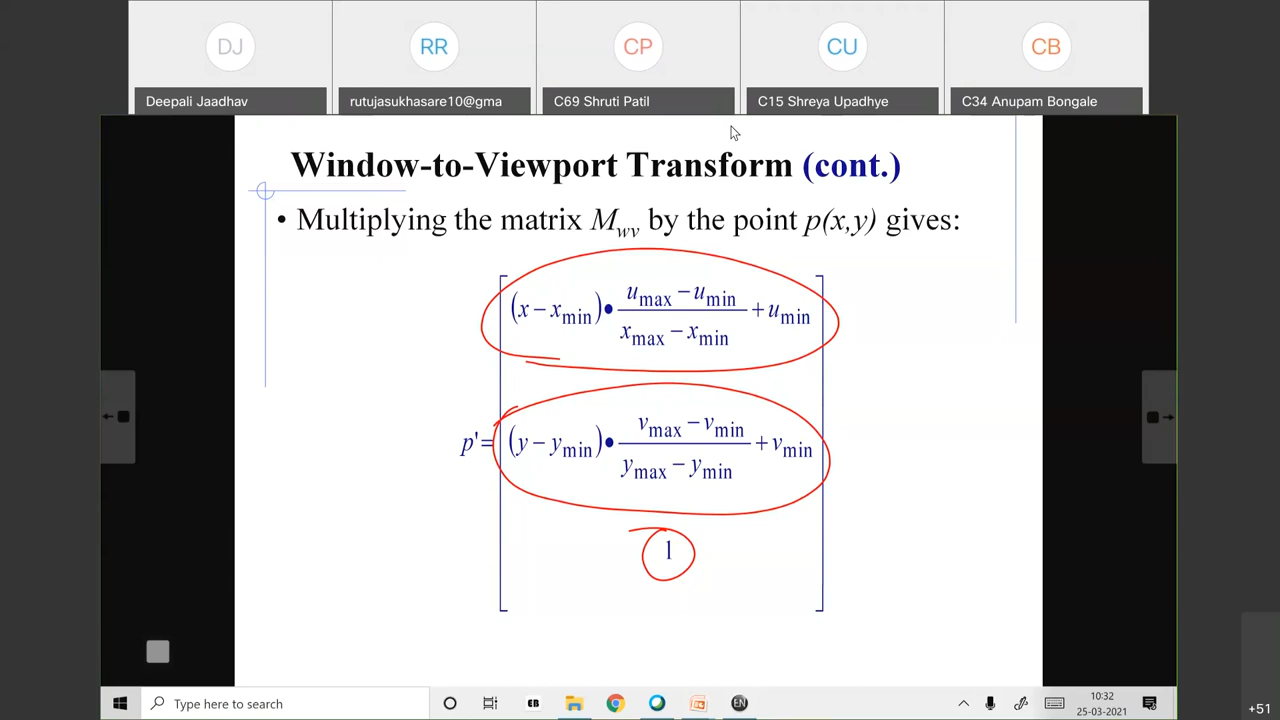 DJ RR CP CU CB
Deepali Jaadhav rutujasukhasare10@gma C69 Shruti Patil C15 Shreya Upadhye C34 Anupam Bongale
Window-to-Viewport Transform (cont.)
• Multiplying the matrix M_wv by the point p(x,y) gives:
(x − x_min)•(u_max − u_min)/(x_max − x_min) + u_min
p'= (y − y_min)•(v_max − v_min)/(y_max − y_min) + v_min
1
Type here to search EB EN 10:32
25-03-2021
+51